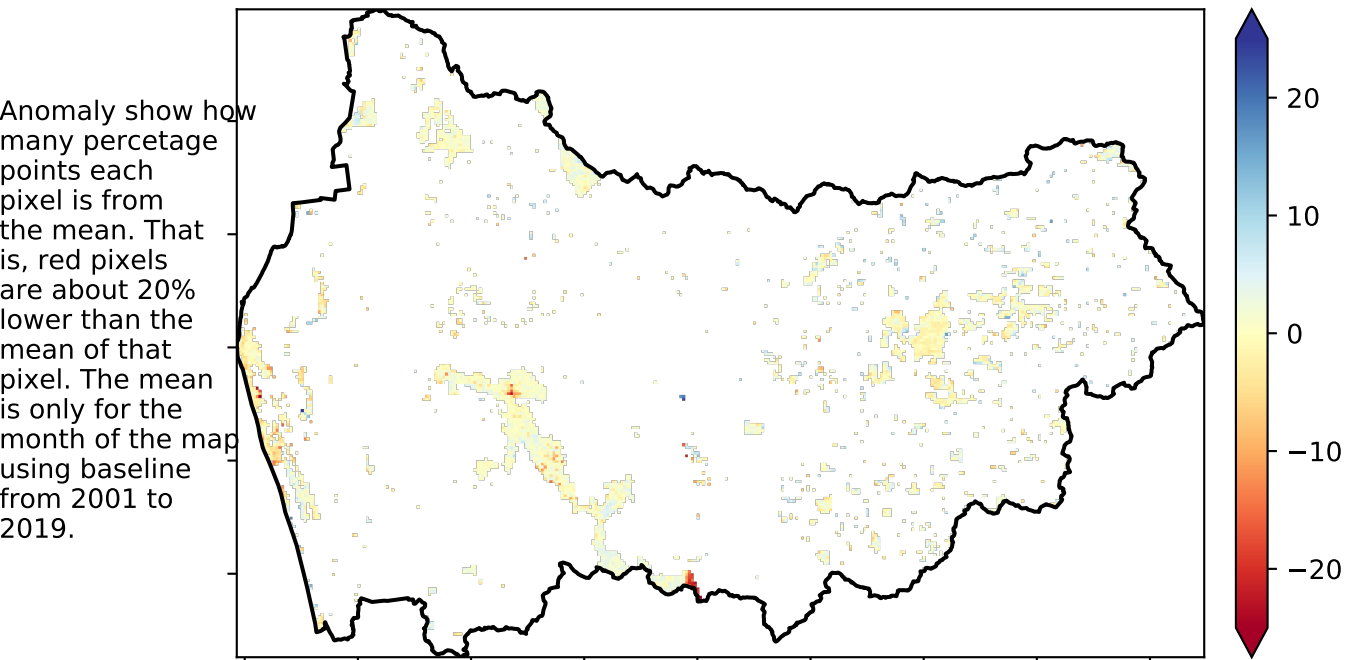 Anomaly show how
many percetage
points each
pixel is from
the mean. That
is, red pixels
are about 20%
lower than the
mean of that
pixel. The mean
is only for the
month of the map
using baseline
from 2001 to
2019.
20
10
0
−10
−20